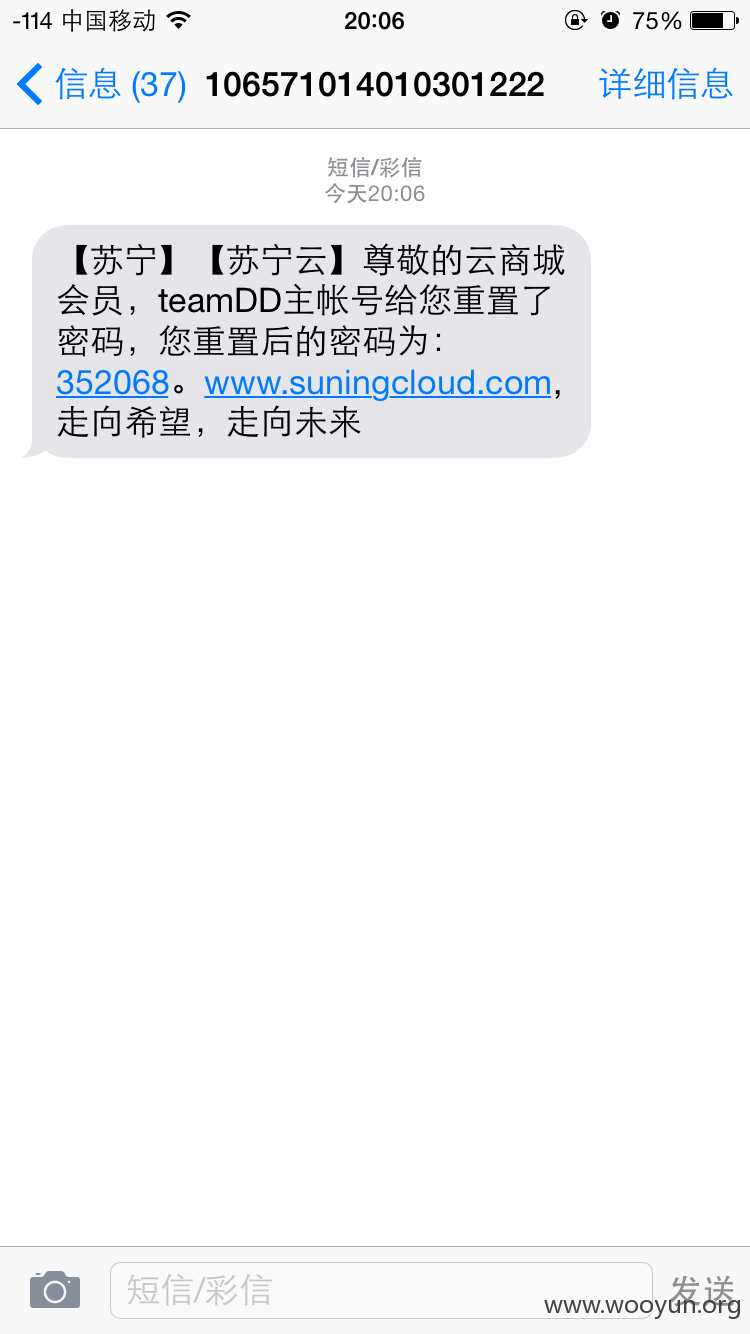 -114 中国移动 20:06 75%
信息 (37) 106571014010301222 详细信息
短信/彩信
今天20:06
【苏宁】【苏宁云】尊敬的云商城
会员，teamDD主帐号给您重置了
密码，您重置后的密码为：
352068。www.suningcloud.com,
走向希望，走向未来
短信/彩信 发送
www.wooyun.org